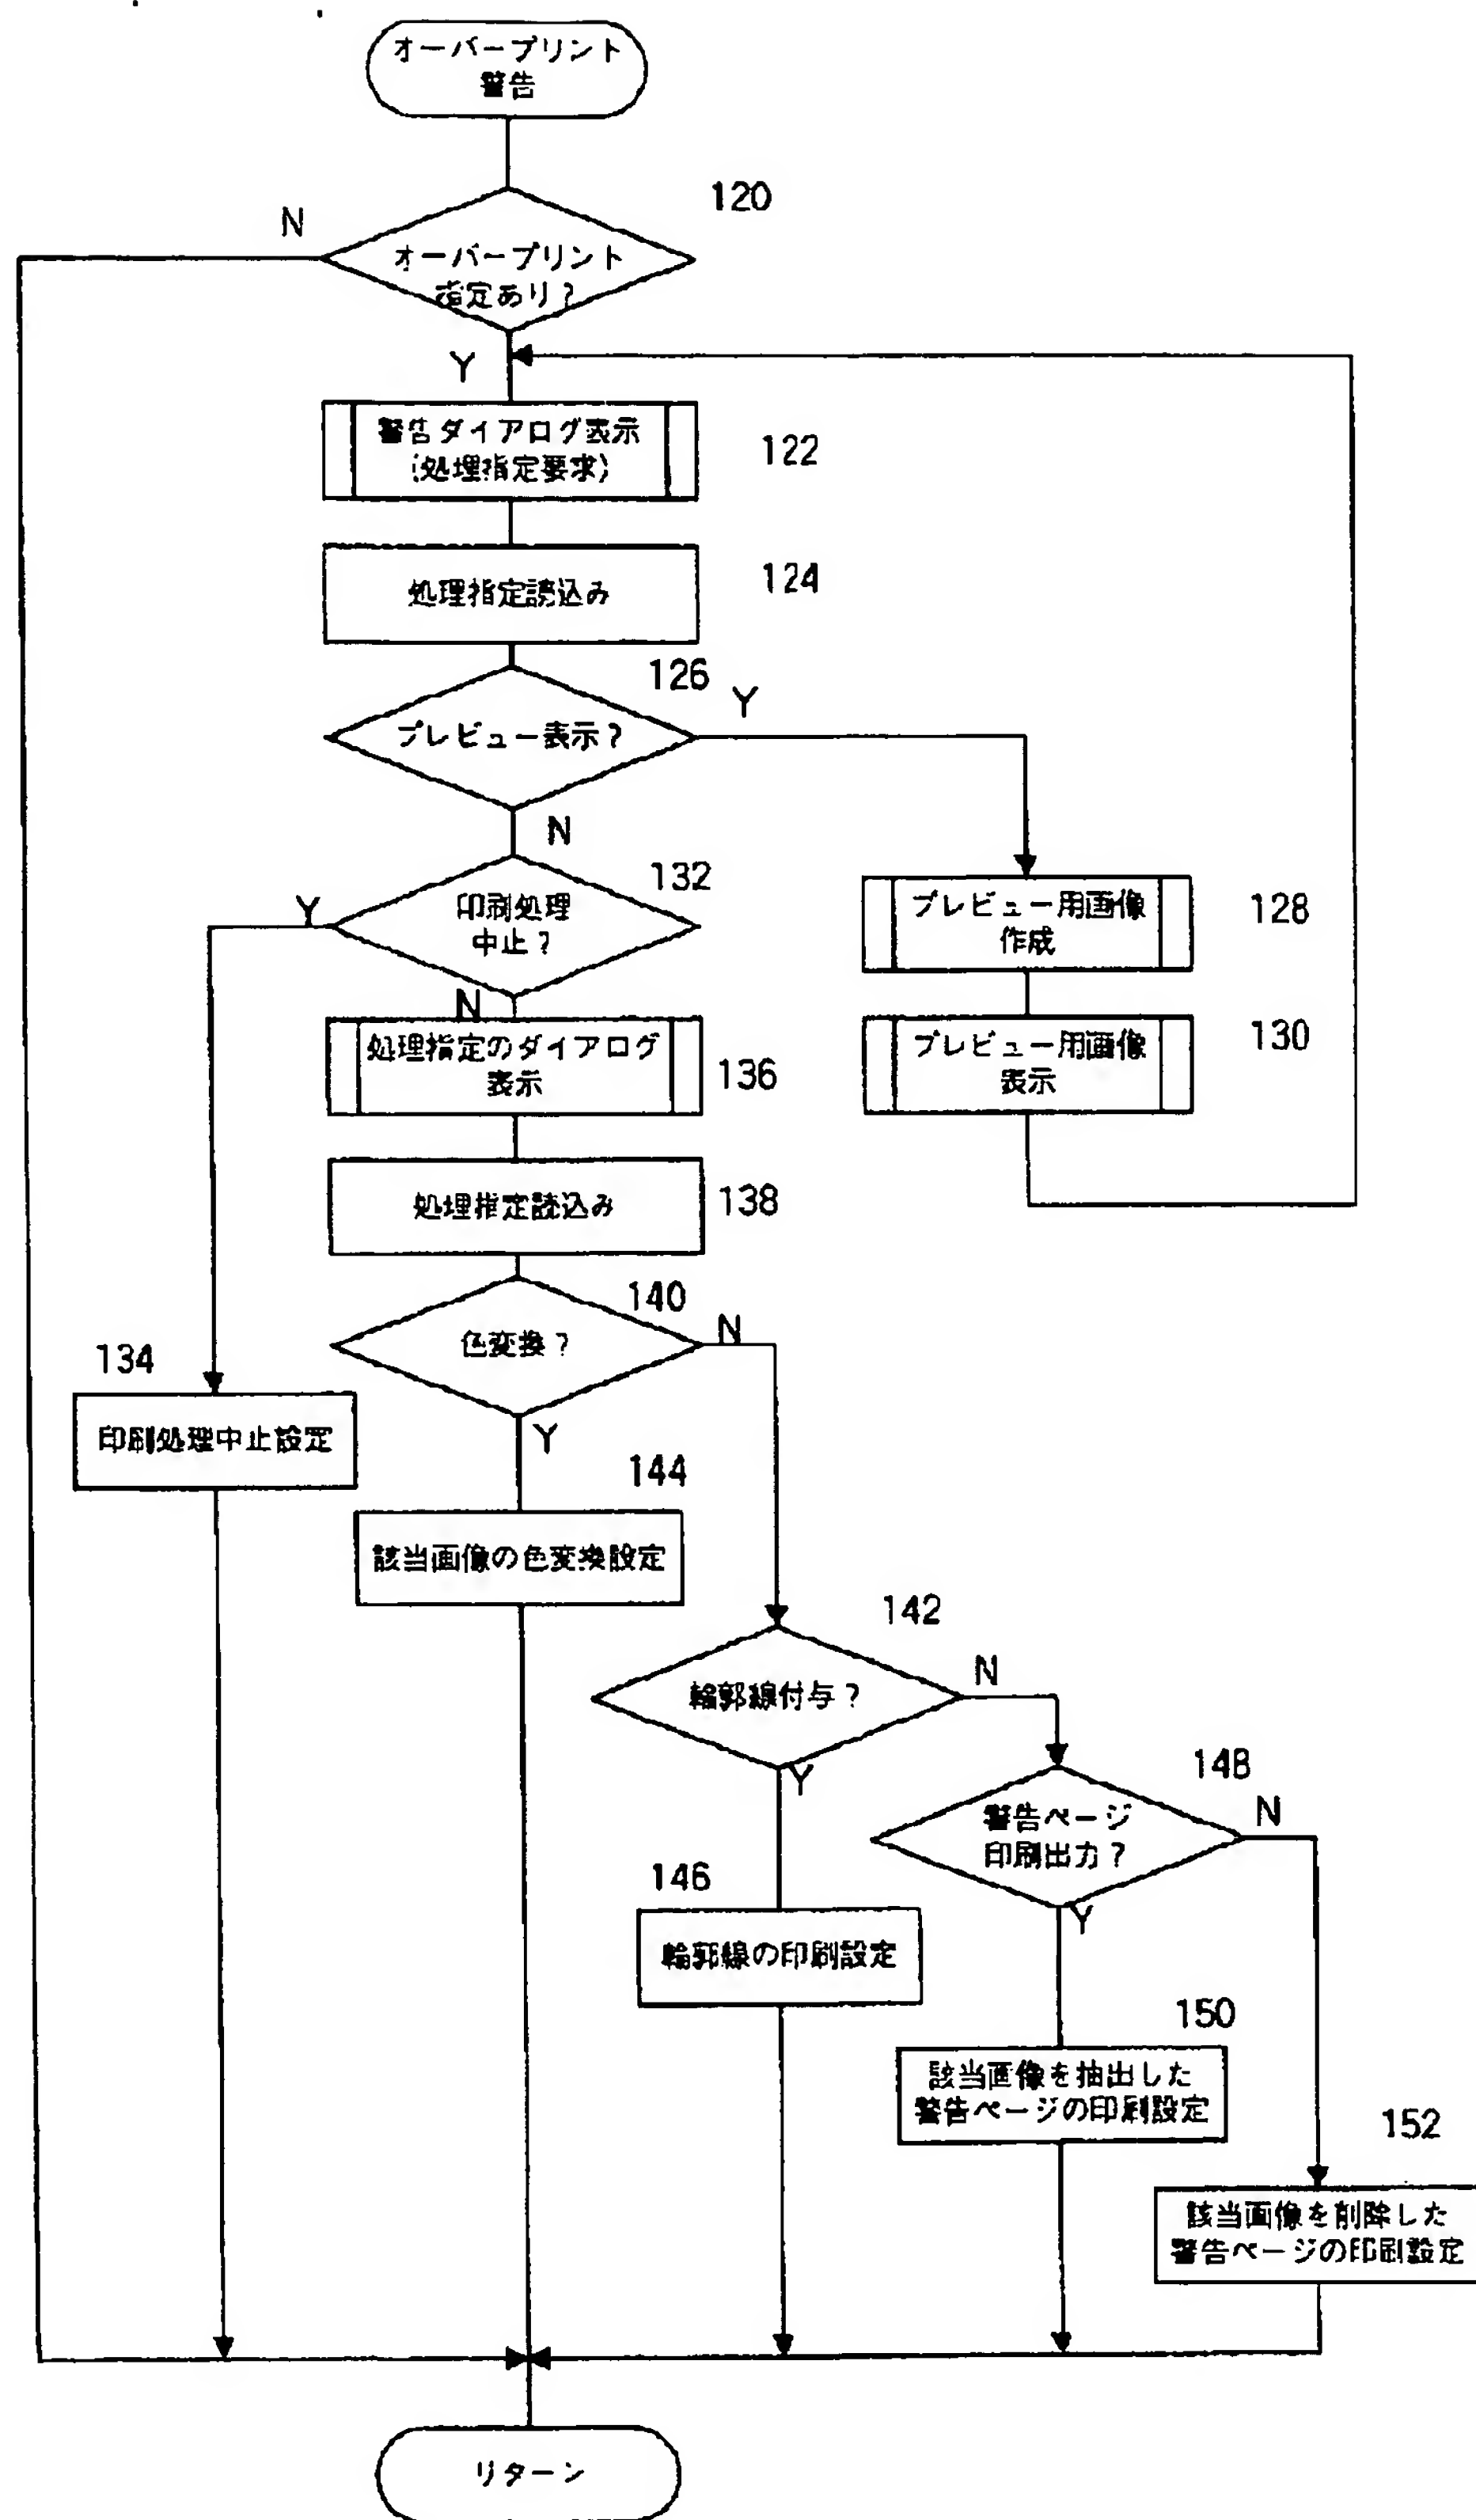 オーバープリント
警告
120
N
オーバープリント
指定あり？
Y
警告ダイアログ表示
(処理指定要求)
122
処理指定読込み
124
126
Y
プレビュー表示？
N
132
Y
印刷処理
中止？
プレビュー用画像
作成
128
N
処理指定のダイアログ
表示
136
プレビュー用画像
表示
130
処理指定読込み
138
140
N
色変換？
134
Y
印刷処理中止設定
144
該当画像の色変換設定
142
N
輪郭線付与？
Y
148
N
警告ページ
印刷出力？
146
Y
輪郭線の印刷設定
150
該当画像を抽出した
警告ページの印刷設定
152
該当画像を削除した
警告ページの印刷設定
リターン